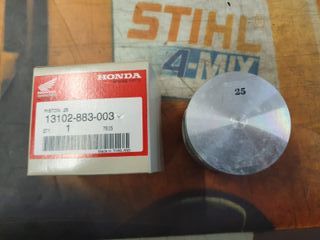 STIHL
4-MIX
HONDA
PISTON 25
13102-883-003
QTY. 1
25